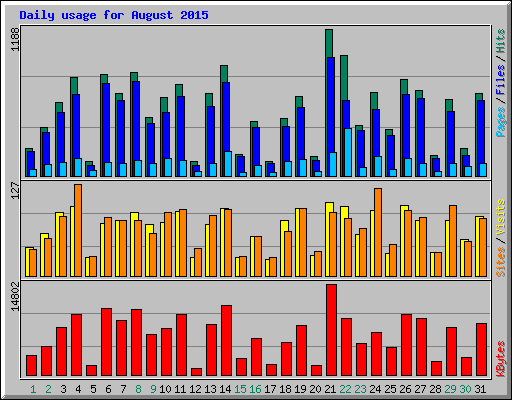 Daily usage for August 2015
1188
Pages / Files / Hits
127
Sites / Visits
14802
KBytes
1 2 3 4 5 6 7 8 9 10 11 12 13 14 15 16 17 18 19 20 21 22 23 24 25 26 27 28 29 30 31